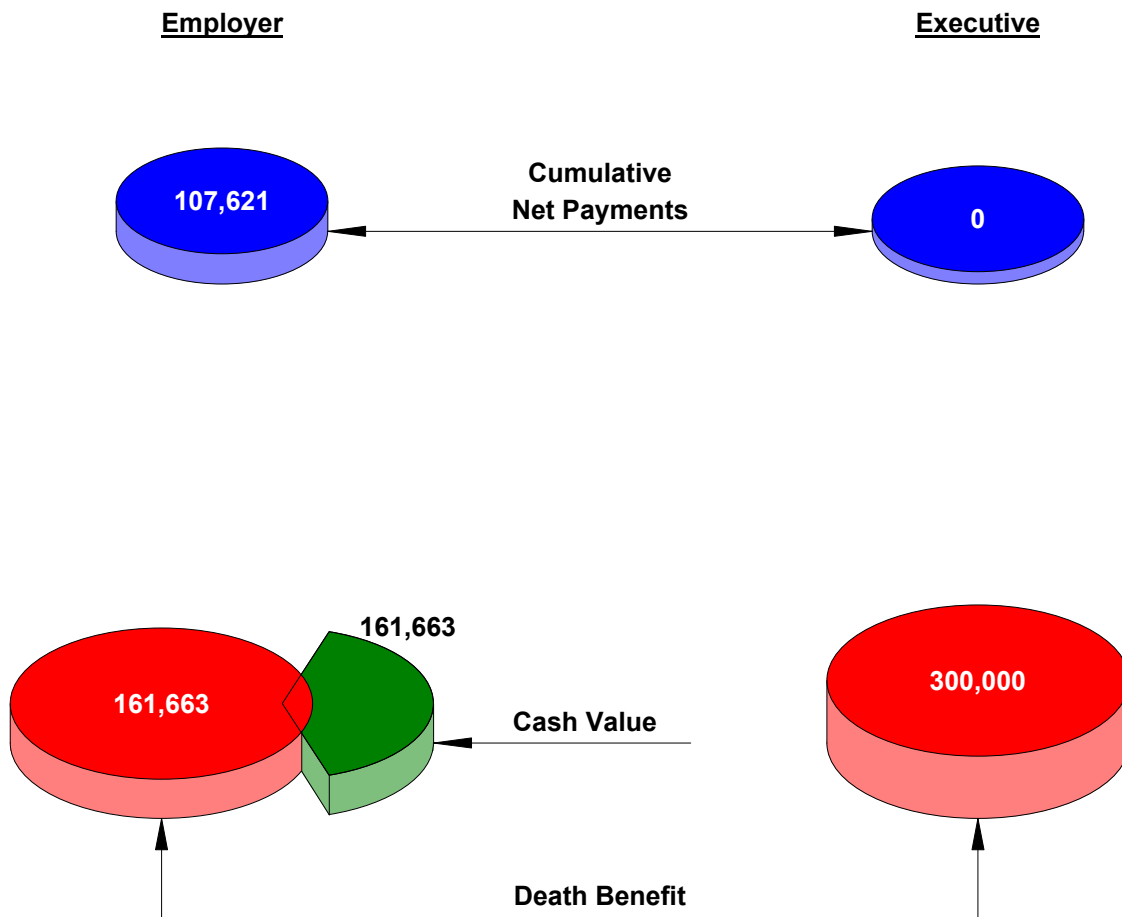 Employer
Executive
107,621
Cumulative
Net Payments
0
161,663
161,663
300,000
Cash Value
Death Benefit